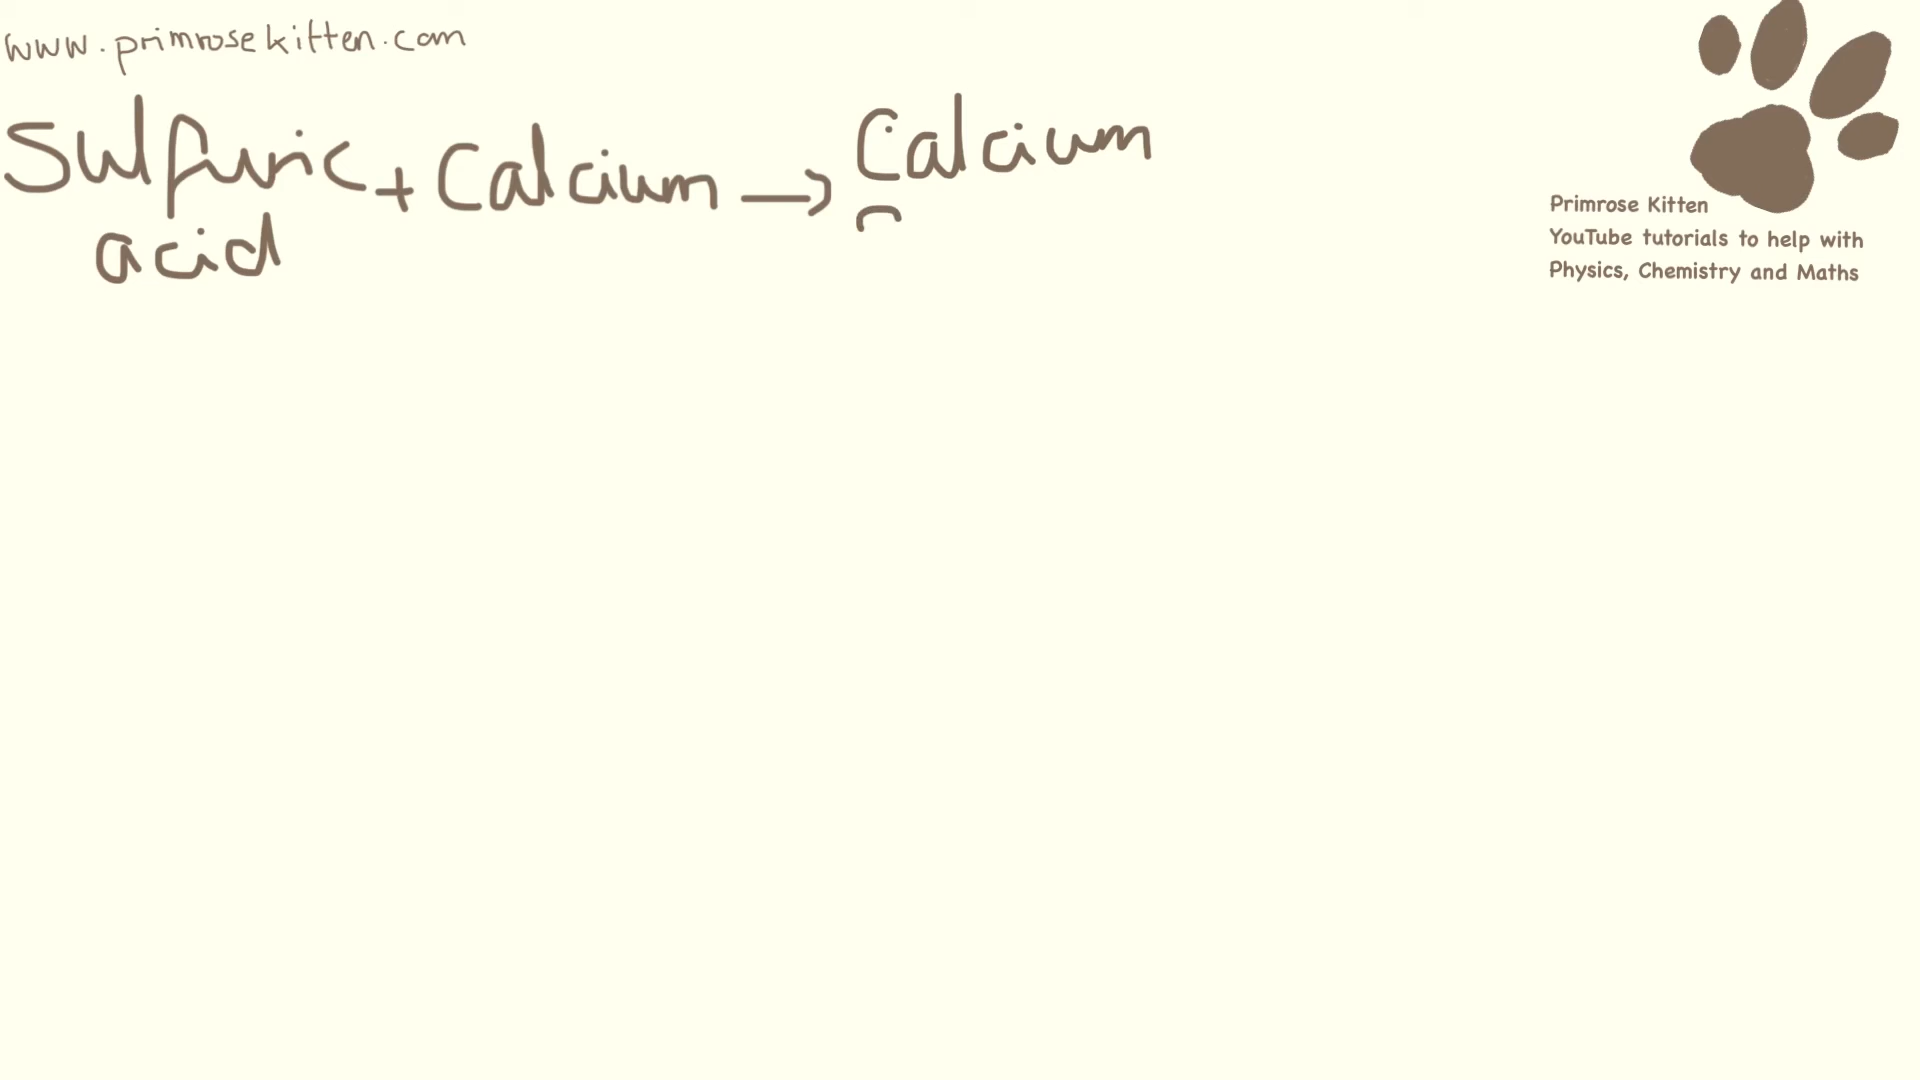 www.primrosekitten.com
Sulfuric + Calcium → Calcium
acid
Primrose Kitten
YouTube tutorials to help with
Physics, Chemistry and Maths